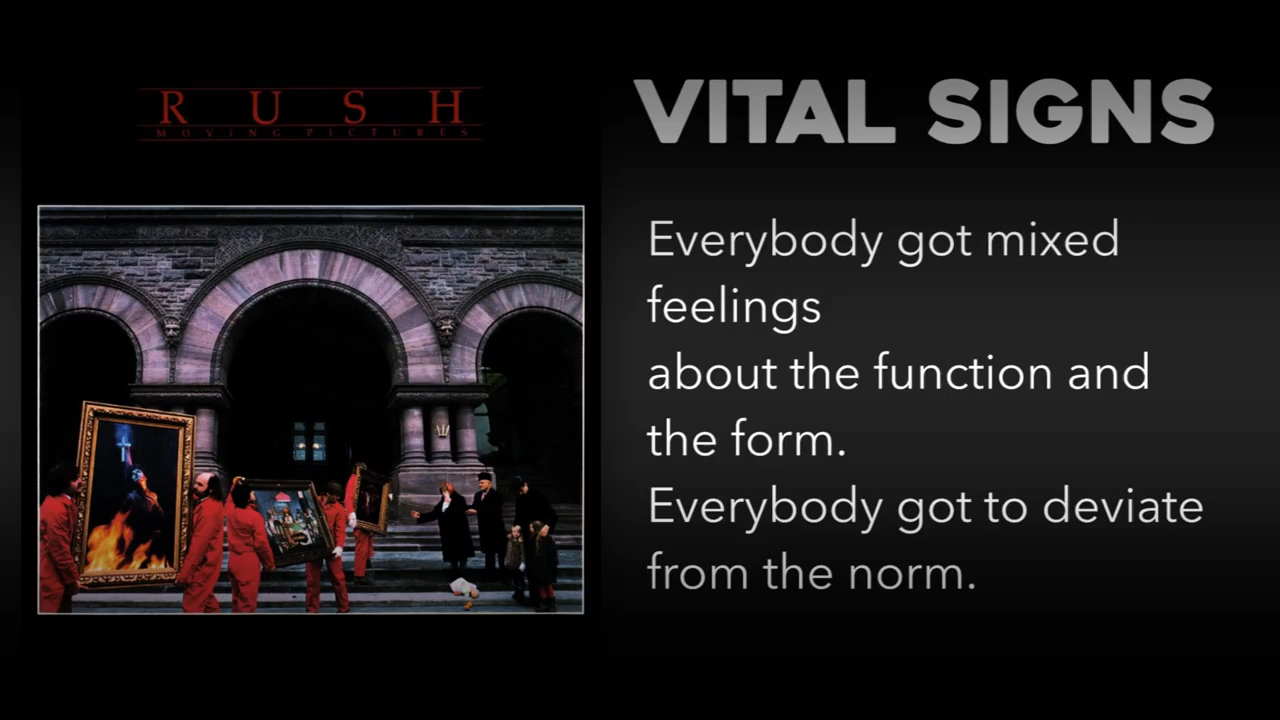 RUSH
MOVING PICTURES
VITAL SIGNS
Everybody got mixed
feelings
about the function and
the form.
Everybody got to deviate
from the norm.